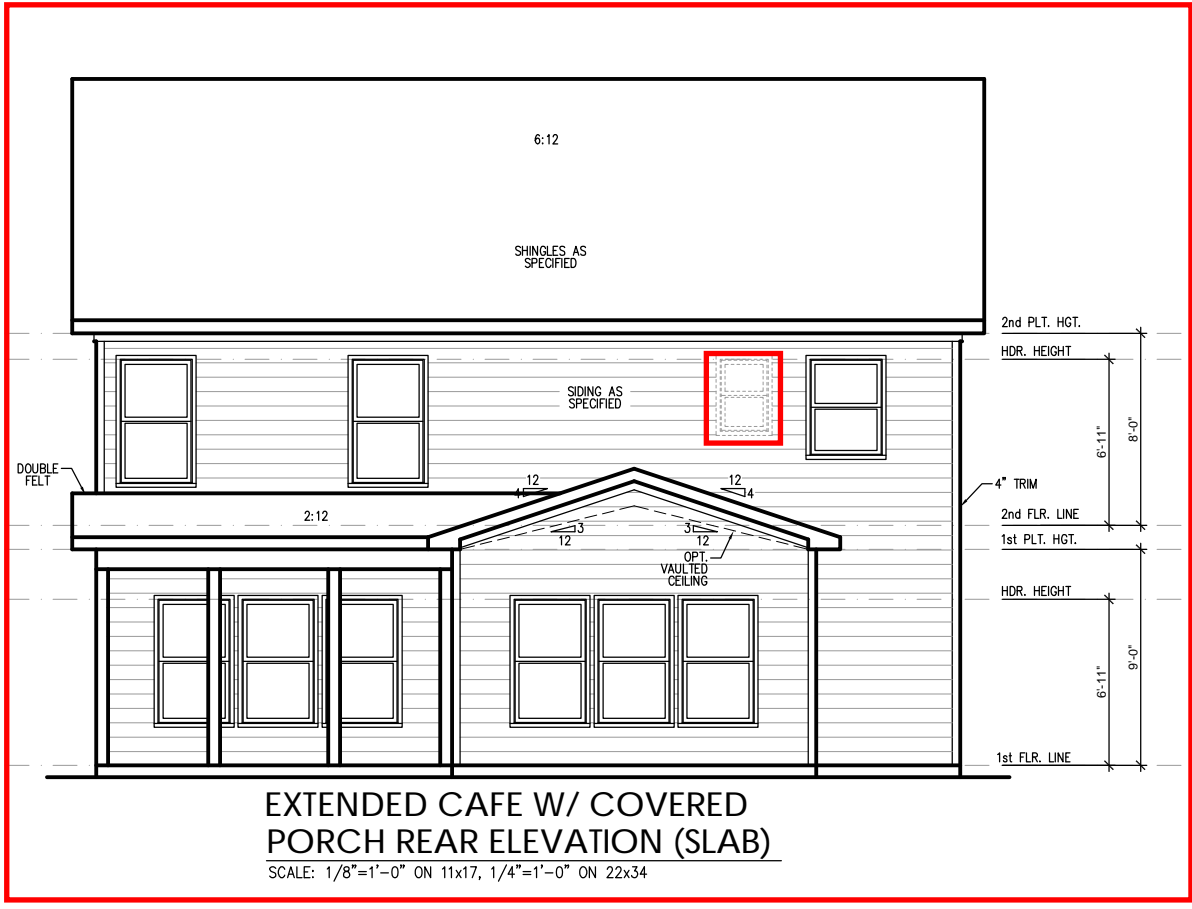 6:12
SHINGLES AS
SPECIFIED
2nd PLT. HGT.
HDR. HEIGHT
SIDING AS
SPECIFIED
6'-11"
8'-0"
DOUBLE
FELT
12
4
12
4
4" TRIM
2:12
2nd FLR. LINE
3
12
3
12
1st PLT. HGT.
OPT.
VAULTED
CEILING
HDR. HEIGHT
6'-11"
9'-0"
1st FLR. LINE
EXTENDED CAFE W/ COVERED
PORCH REAR ELEVATION (SLAB)
SCALE: 1/8"=1'-0" ON 11x17, 1/4"=1'-0" ON 22x34